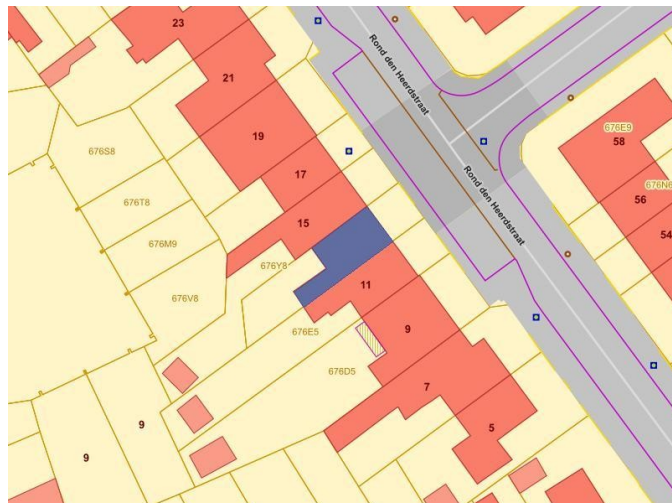 23
Rond den Heerdstraat
21
676S8
19
676E9
58
17
676T8
676N6
56
Rond den Heerdstraat
15
676M9
54
676Y8
11
676V8
676E5
9
676D5
7
9
5
9